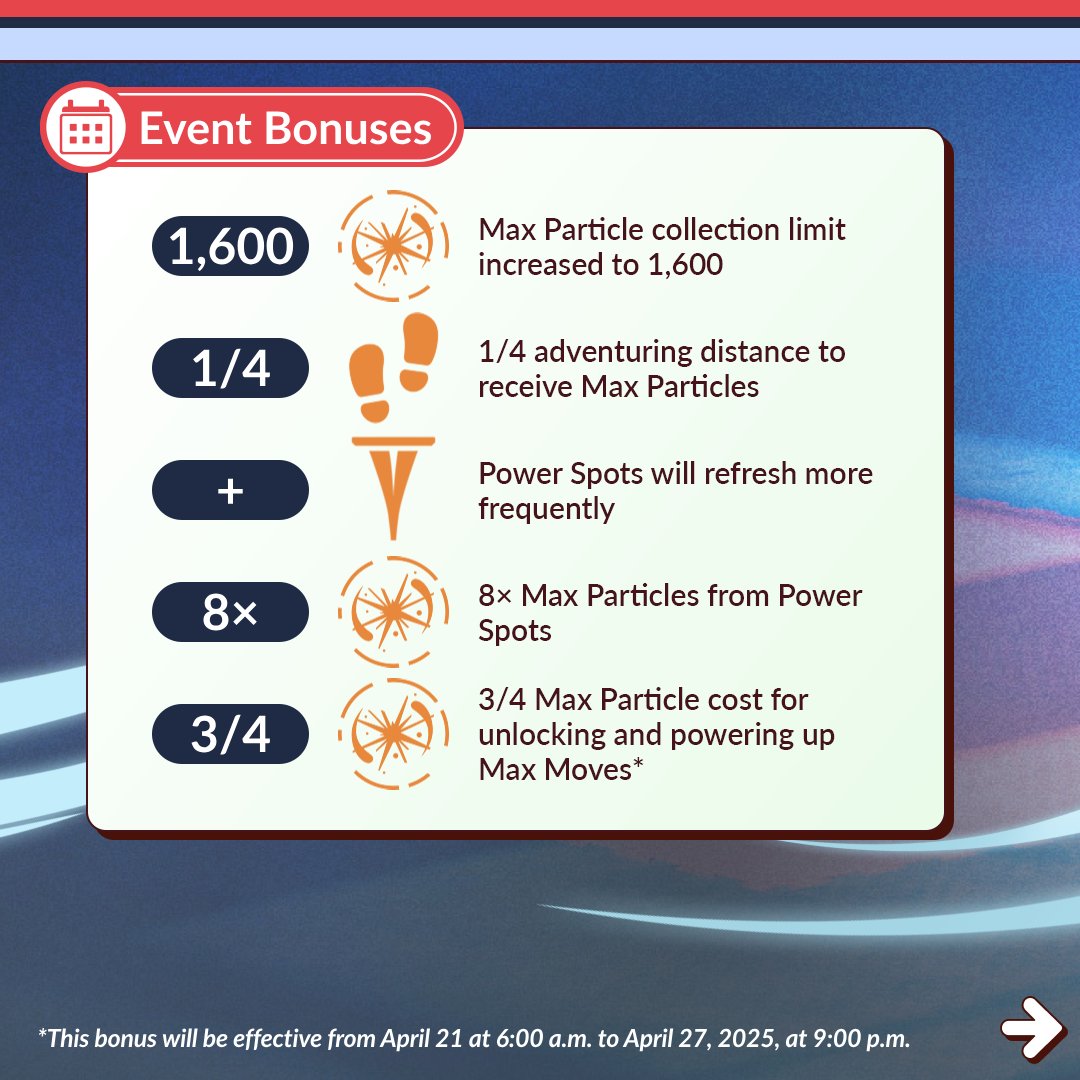 Event Bonuses
1,600
Max Particle collection limit
increased to 1,600
1/4
1/4 adventuring distance to
receive Max Particles
+
Power Spots will refresh more
frequently
8×
8× Max Particles from Power
Spots
3/4
3/4 Max Particle cost for
unlocking and powering up
Max Moves*
*This bonus will be effective from April 21 at 6:00 a.m. to April 27, 2025, at 9:00 p.m.